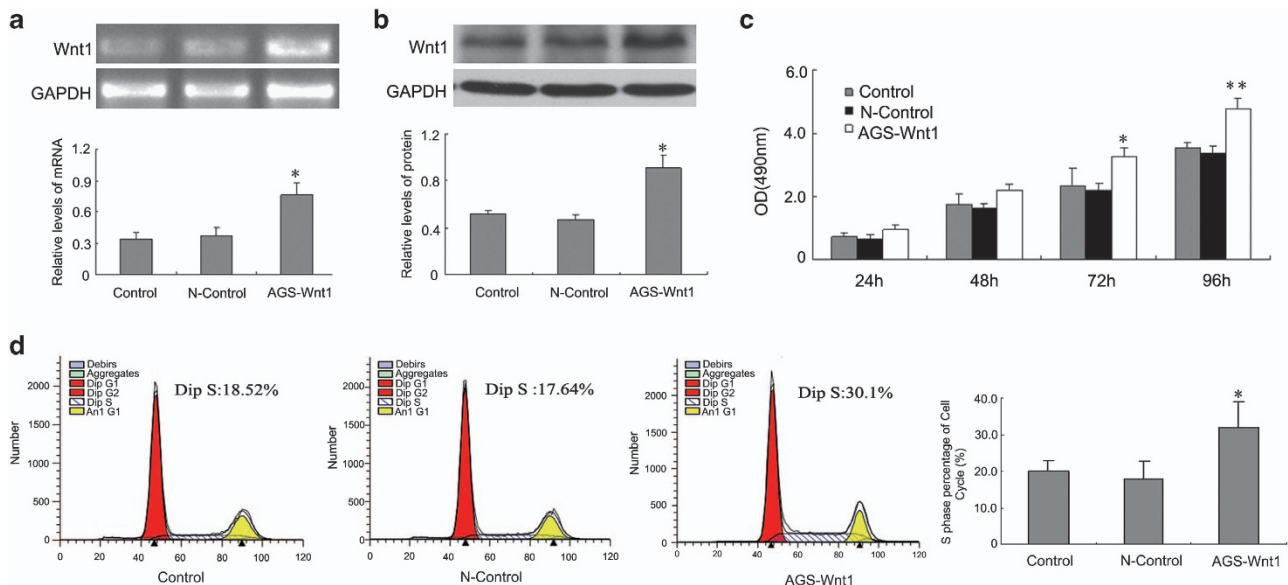 a
Wnt1
GAPDH
Relative levels of mRNA
1.2
0.9
0.6
0.3
0
*
Control N-Control AGS-Wnt1
b
Wnt1
GAPDH
Relative levels of protein
1.2
0.8
0.4
0
*
Control N-Control AGS-Wnt1
c
OD(490nm)
6.0
4.0
2.0
0
Control
N-Control
AGS-Wnt1
*
**
24h 48h 72h 96h
d
Number
2000
1500
1000
500
0
Debirs
Aggregates
Dip G1
Dip G2
Dip S
An1 G1
Dip S:18.52%
0 20 40 60 80 100 120
Control
Number
2000
1500
1000
500
0
Debirs
Aggregates
Dip G1
Dip G2
Dip S
An1 G1
Dip S :17.64%
0 20 40 60 80 100 120
N-Control
Number
2000
1500
1000
500
0
Debirs
Aggregates
Dip G1
Dip G2
Dip S
An1 G1
Dip S:30.1%
0 20 40 60 80 100 120
AGS-Wnt1
S phase percentage of Cell
Cycle (%)
40.0
30.0
20.0
10.0
0.0
*
Control N-Control AGS-Wnt1